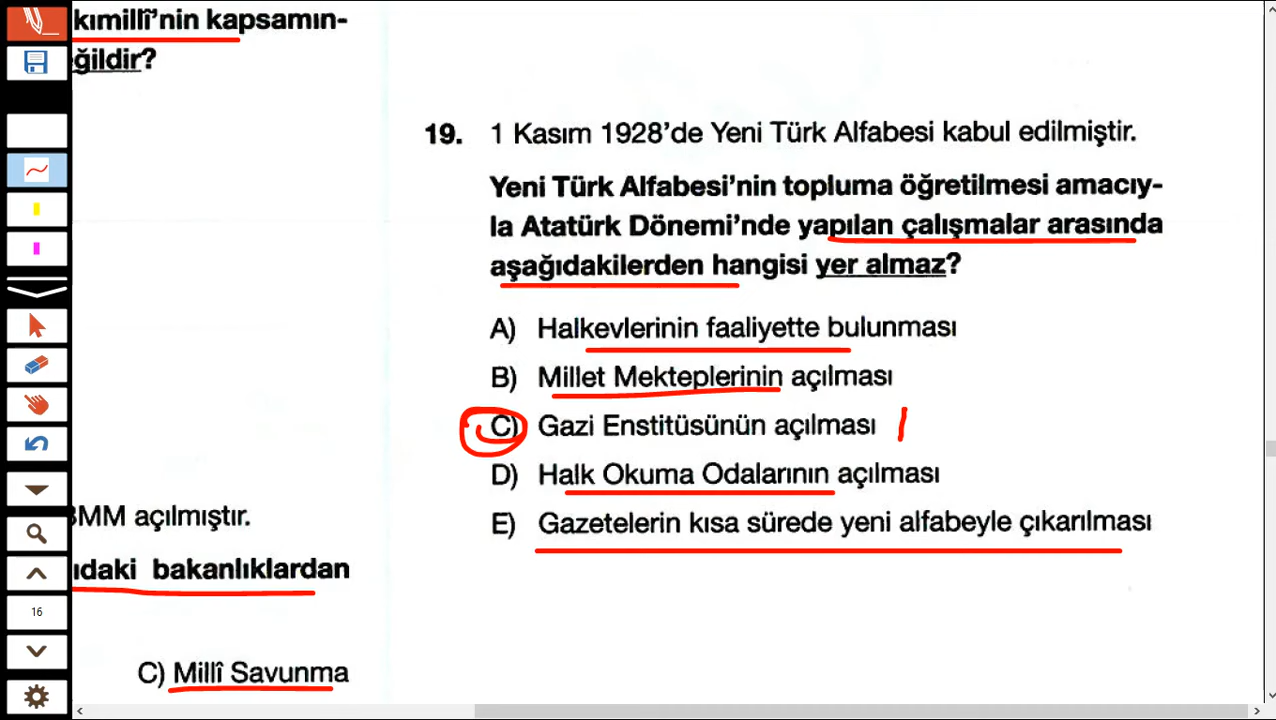 kımillî’nin kapsamın-
ğildir?
19. 1 Kasım 1928’de Yeni Türk Alfabesi kabul edilmiştir.
Yeni Türk Alfabesi’nin topluma öğretilmesi amacıy-
la Atatürk Dönemi’nde yapılan çalışmalar arasında
aşağıdakilerden hangisi yer almaz?
A) Halkevlerinin faaliyette bulunması
B) Millet Mekteplerinin açılması
C) Gazi Enstitüsünün açılması
D) Halk Okuma Odalarının açılması
E) Gazetelerin kısa sürede yeni alfabeyle çıkarılması
BMM açılmıştır.
ıdaki bakanlıklardan
C) Millî Savunma
16